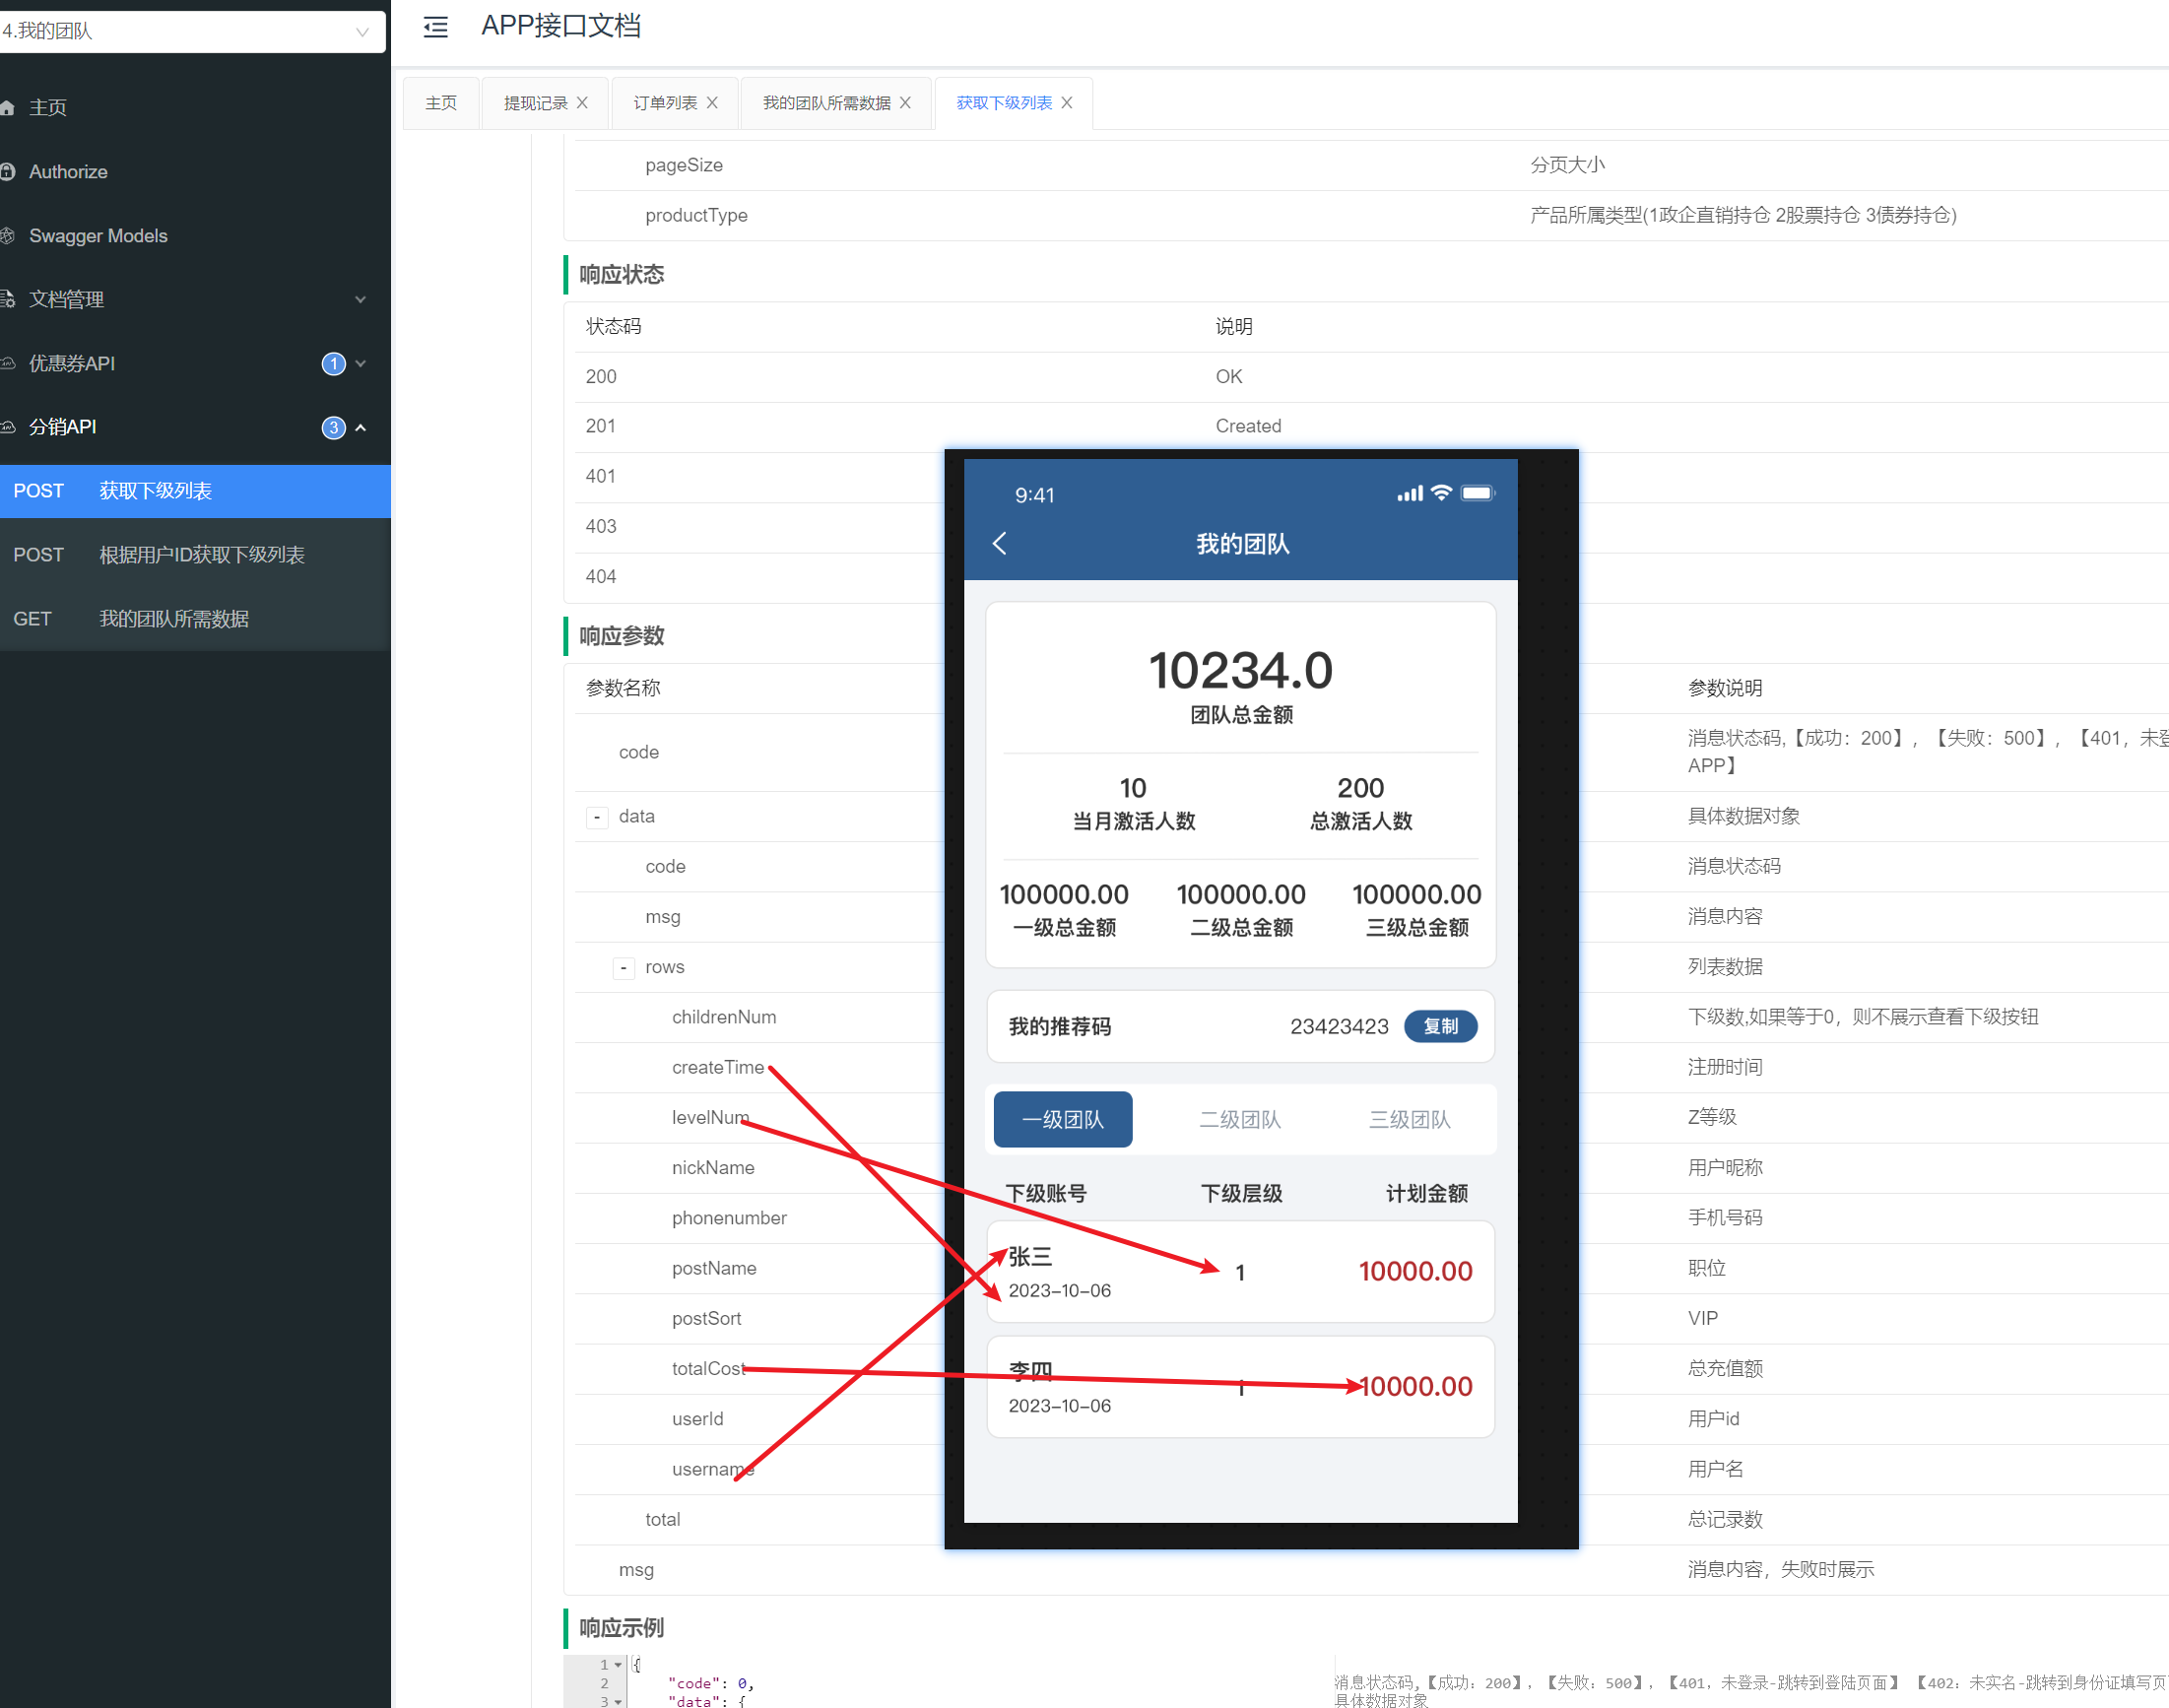 4.我的团队
APP接口文档
主页
提现记录
订单列表
我的团队所需数据
获取下级列表
主页
Authorize
Swagger Models
文档管理
优惠券API
1
分销API
3
POST 获取下级列表
POST 根据用户ID获取下级列表
GET 我的团队所需数据
pageSize 分页大小
productType 产品所属类型(1政企直销持仓 2股票持仓 3债券持仓)
响应状态
状态码 说明
200 OK
201 Created
401
403
404
响应参数
参数名称 参数说明
code 消息状态码,【成功：200】，【失败：500】，【401，未登
APP】
- data 具体数据对象
code 消息状态码
msg 消息内容
- rows 列表数据
childrenNum 下级数,如果等于0，则不展示查看下级按钮
createTime 注册时间
levelNum Z等级
nickName 用户昵称
phonenumber 手机号码
postName 职位
postSort VIP
totalCost 总充值额
userId 用户id
username 用户名
total 总记录数
msg 消息内容，失败时展示
9:41
我的团队
10234.0
团队总金额
10 200
当月激活人数 总激活人数
100000.00 100000.00 100000.00
一级总金额 二级总金额 三级总金额
我的推荐码 23423423 复制
一级团队 二级团队 三级团队
下级账号 下级层级 计划金额
张三
2023-10-06
1 10000.00
李四
2023-10-06
1 10000.00
响应示例
1 {
2 "code": 0, 消息状态码,【成功：200】，【失败：500】，【401，未登录-跳转到登陆页面】 【402：未实名-跳转到身份证填写页
3 "data": { 具体数据对象